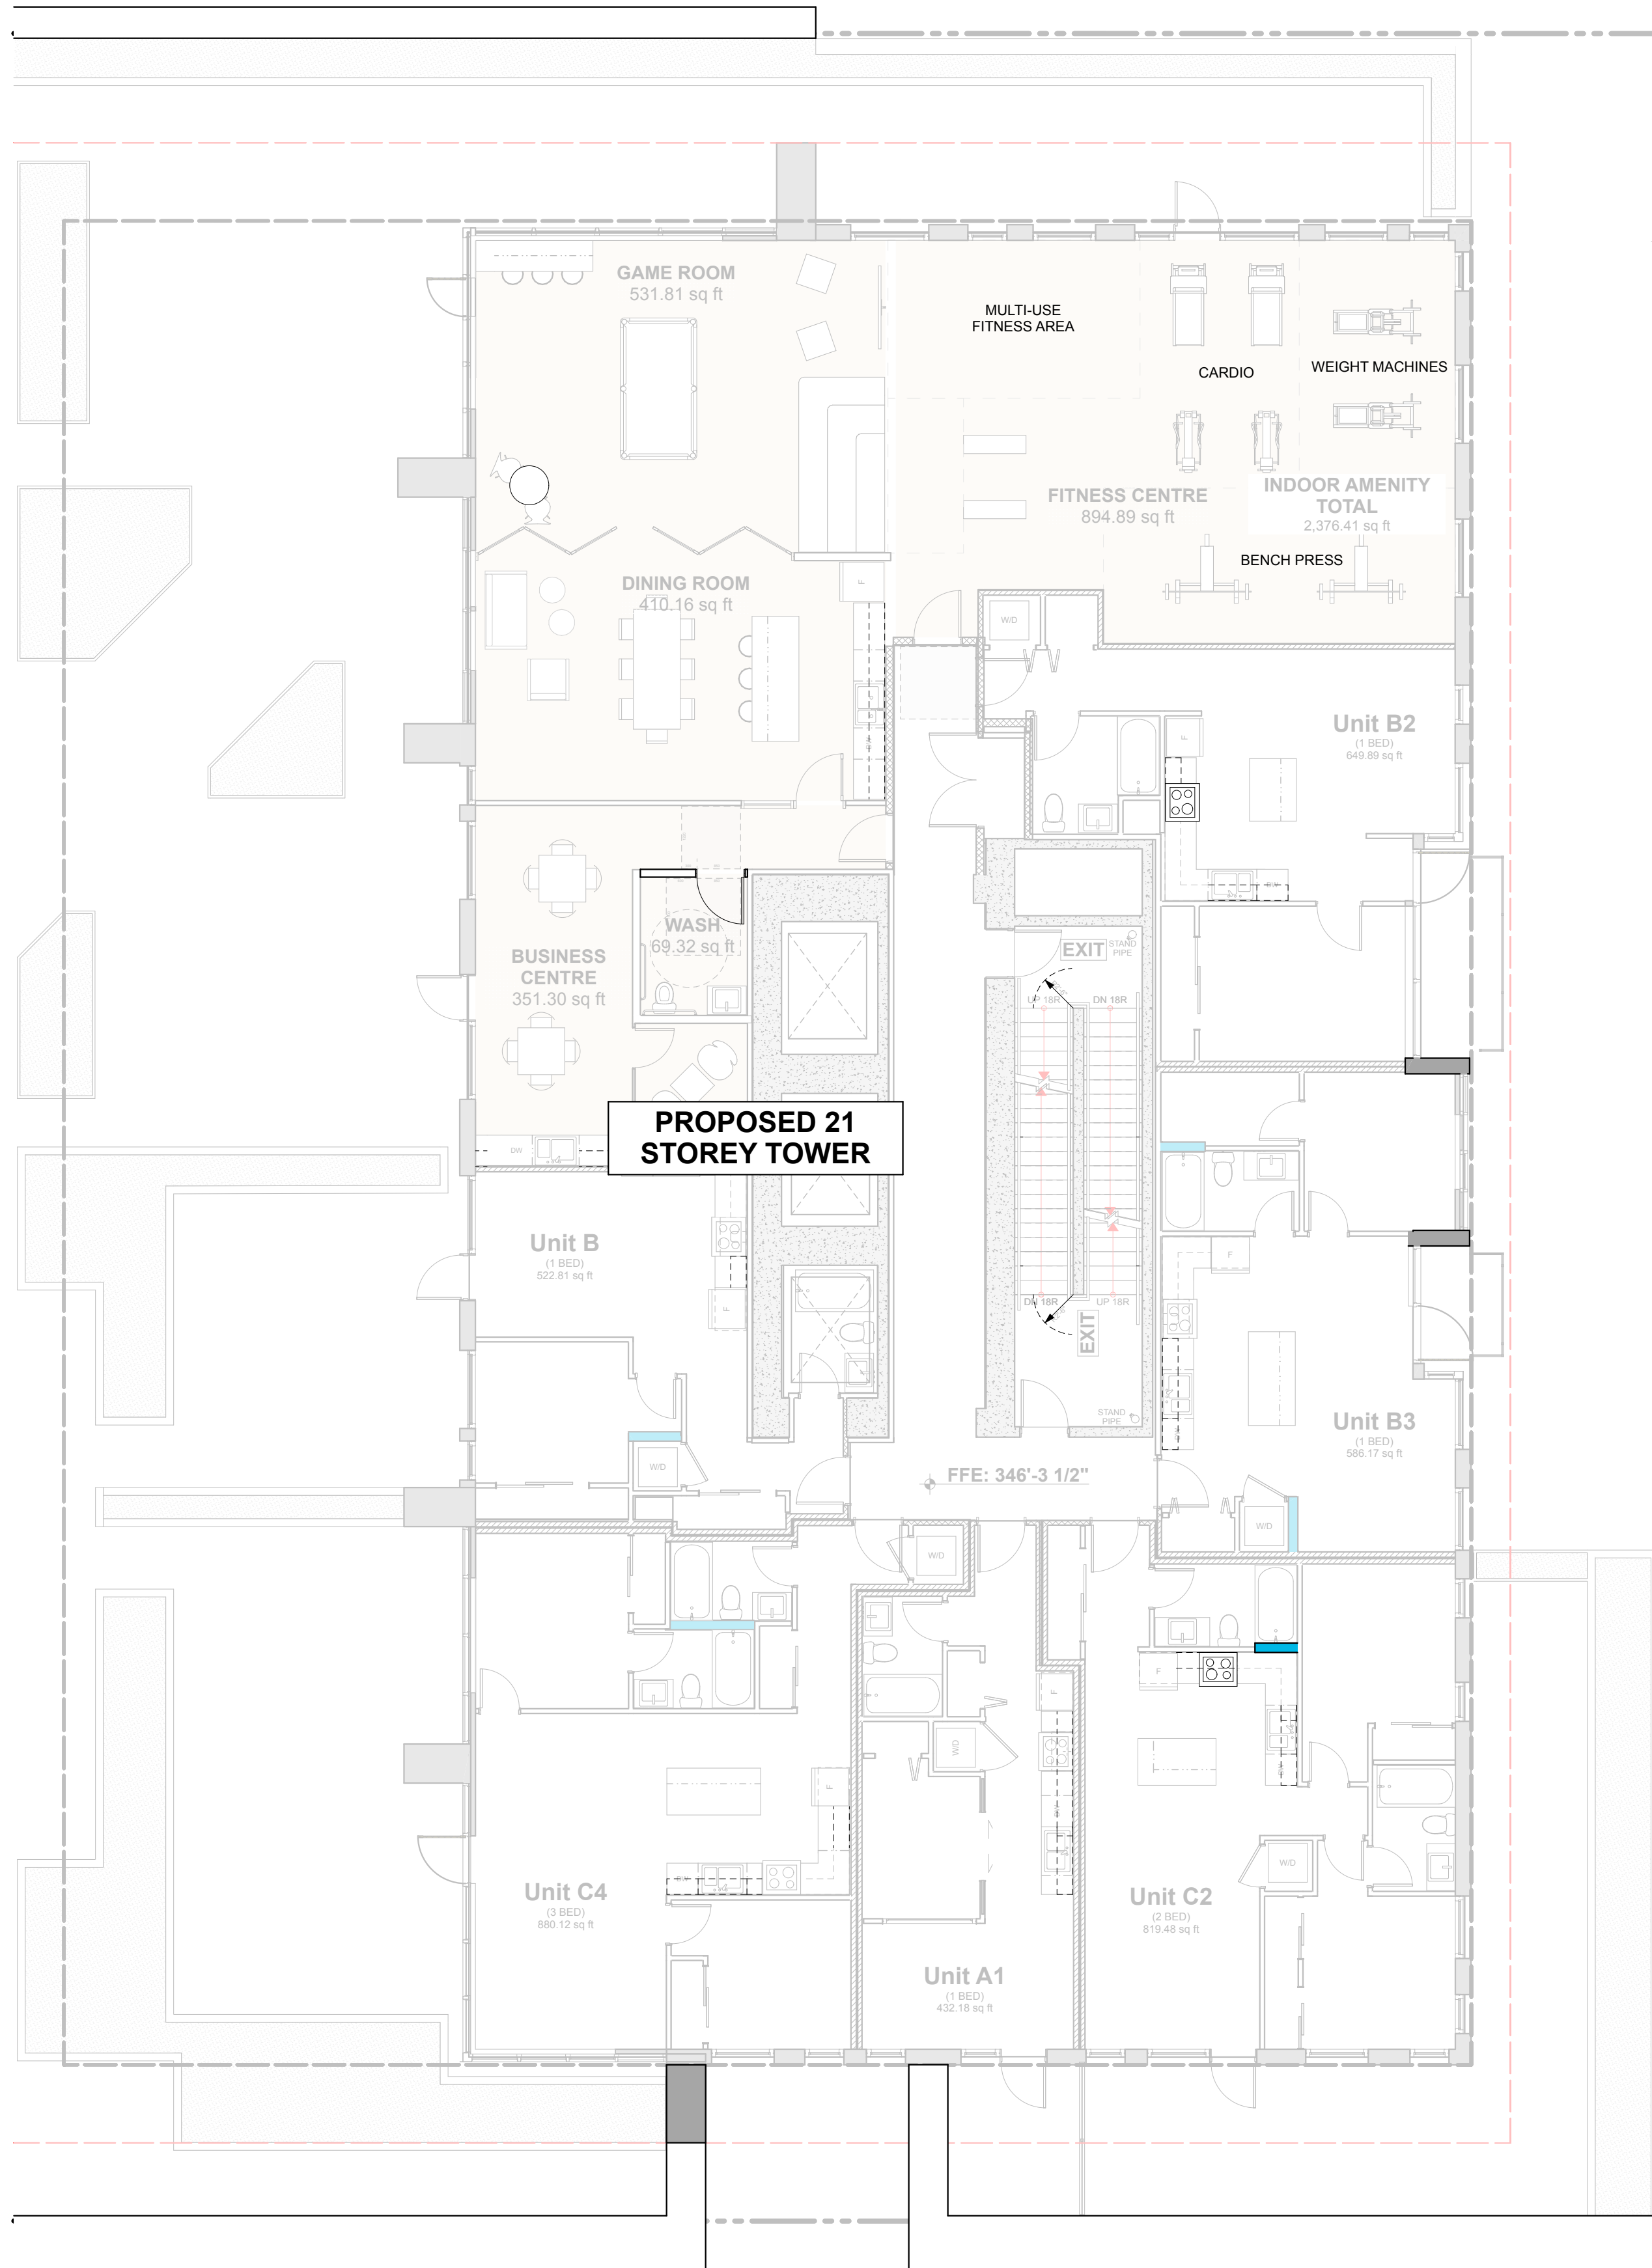 GAME ROOM
531.81 sq ft
MULTI-USE
FITNESS AREA
CARDIO
WEIGHT MACHINES
FITNESS CENTRE
894.89 sq ft
INDOOR AMENITY
TOTAL
2,376.41 sq ft
BENCH PRESS
DINING ROOM
410.16 sq ft
F
W/D
Unit B2
(1 BED)
649.89 sq ft
F
DW
WASH
69.32 sq ft
BUSINESS
CENTRE
351.30 sq ft
EXIT
STAND
PIPE
UP 18R
DN 18R
PROPOSED 21
STOREY TOWER
DW
Unit B
(1 BED)
522.81 sq ft
F
F
DN 18R
UP 18R
EXIT
STAND
PIPE
Unit B3
(1 BED)
586.17 sq ft
W/D
FFE: 346'-3 1/2"
W/D
W/D
F
F
W/D
F
DW
W/D
Unit C4
(3 BED)
880.12 sq ft
Unit C2
(2 BED)
819.48 sq ft
Unit A1
(1 BED)
432.18 sq ft